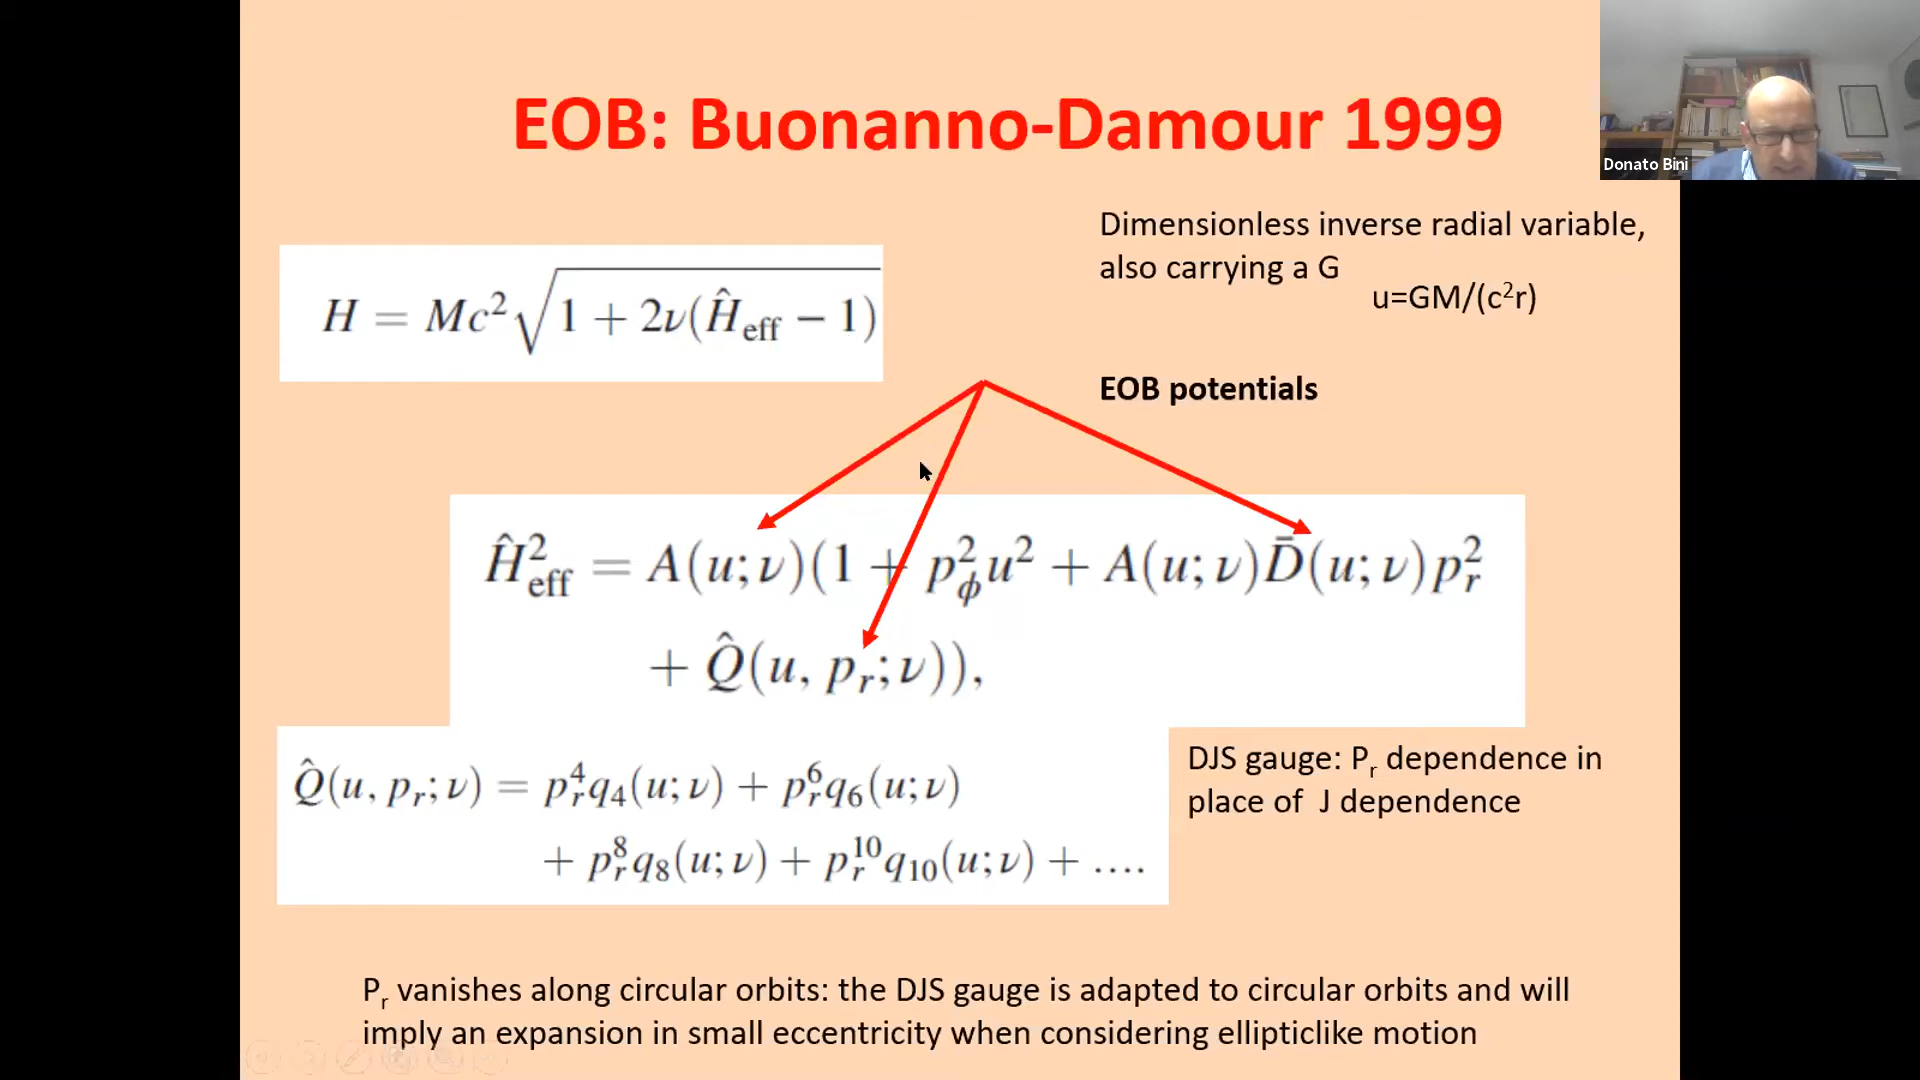 EOB: Buonanno-Damour 1999
Donato Bini
Dimensionless inverse radial variable,
also carrying a G
u=GM/(c²r)
H = Mc²√(1 + 2ν(Ĥ_eff − 1))
EOB potentials
Ĥ²_eff = A(u;ν)(1 + p²_ϕ u² + A(u;ν)D̄(u;ν)p²_r
+ Q̂(u, p_r;ν)),
Q̂(u, p_r;ν) = p⁴_r q₄(u;ν) + p⁶_r q₆(u;ν)
+ p⁸_r q₈(u;ν) + p¹⁰_r q₁₀(u;ν) + ....
DJS gauge: P_r dependence in
place of J dependence
P_r vanishes along circular orbits: the DJS gauge is adapted to circular orbits and will
imply an expansion in small eccentricity when considering ellipticlike motion